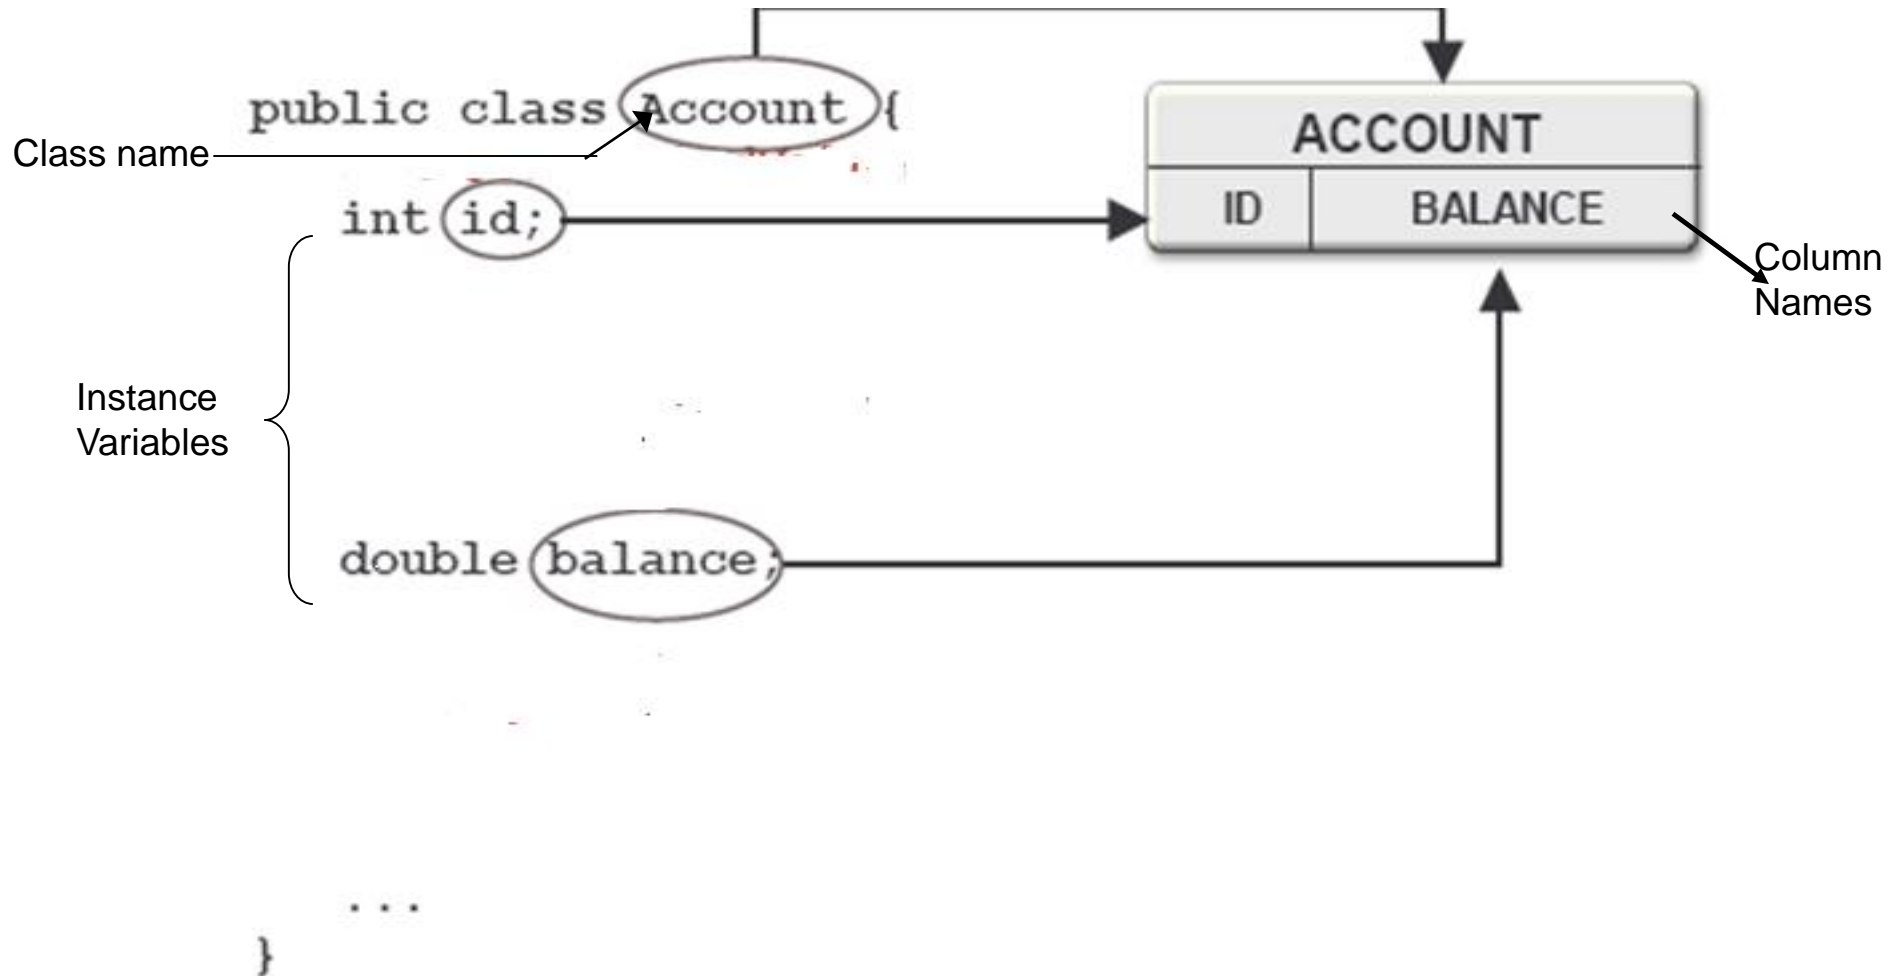 public class Account {
Class name
ACCOUNT
int id;
ID BALANCE
Column
Names
Instance
Variables
double balance;
...
}